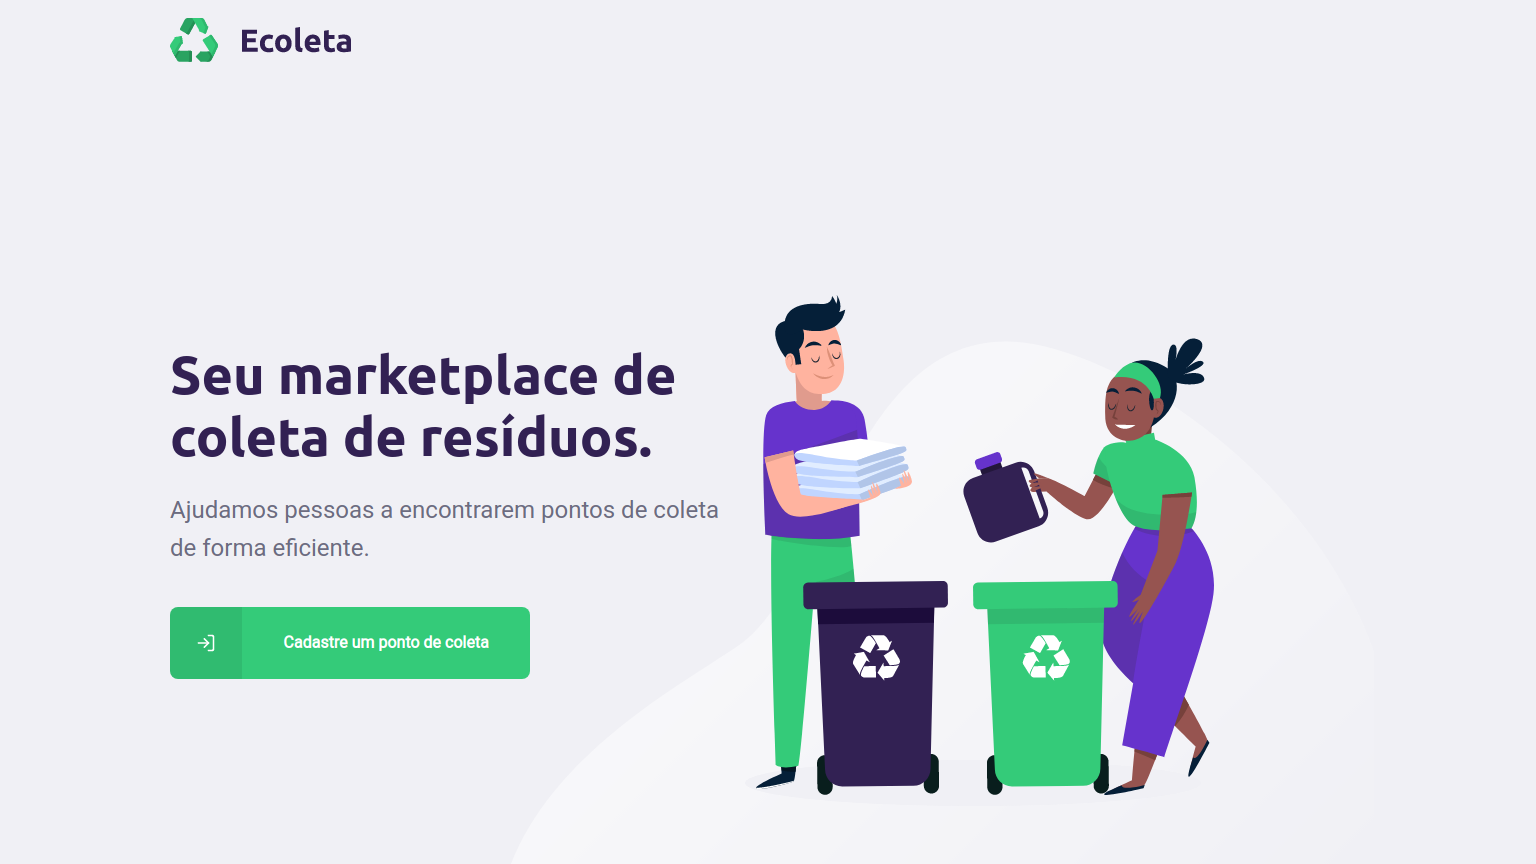 Ecoleta
Seu marketplace de
coleta de resíduos.
Ajudamos pessoas a encontrarem pontos de coleta
de forma eficiente.
Cadastre um ponto de coleta